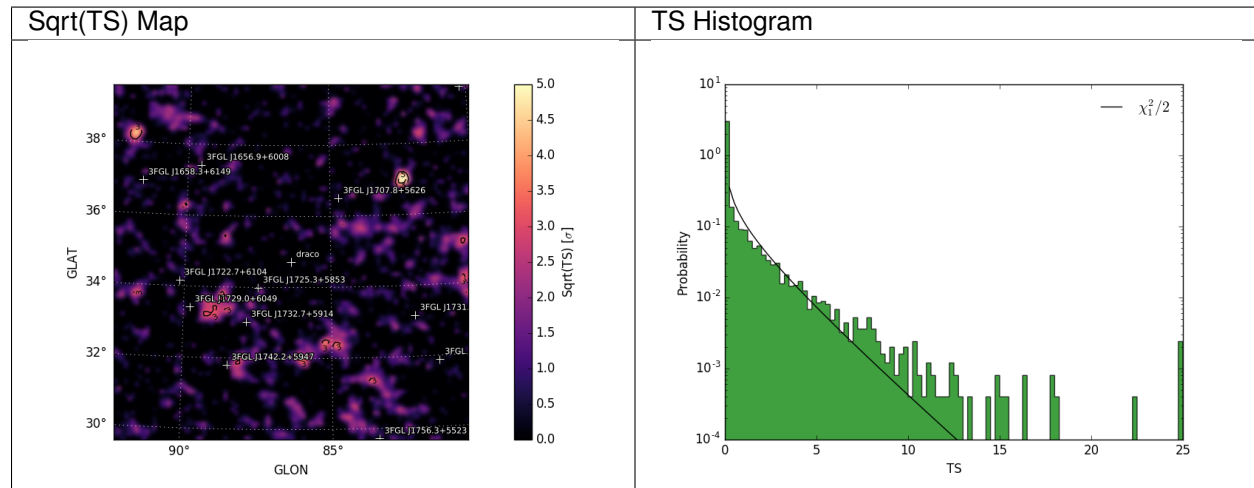 Sqrt(TS) Map
TS Histogram
38°
36°
34°
32°
30°
GLAT
90°
85°
GLON
3FGL J1656.9+6008
3FGL J1658.3+6149
3FGL J1707.8+5626
draco
3FGL J1722.7+6104
3FGL J1725.3+5853
3FGL J1729.0+6049
3FGL J1731.
3FGL J1732.7+5914
3FGL
3FGL J1742.2+5947
3FGL J1756.3+5523
5.0
4.5
4.0
3.5
3.0
2.5
2.0
1.5
1.0
0.5
0.0
Sqrt(TS) [σ]
10¹
10⁰
10⁻¹
10⁻²
10⁻³
10⁻⁴
Probability
χ₁²/2
0 5 10 15 20 25
TS